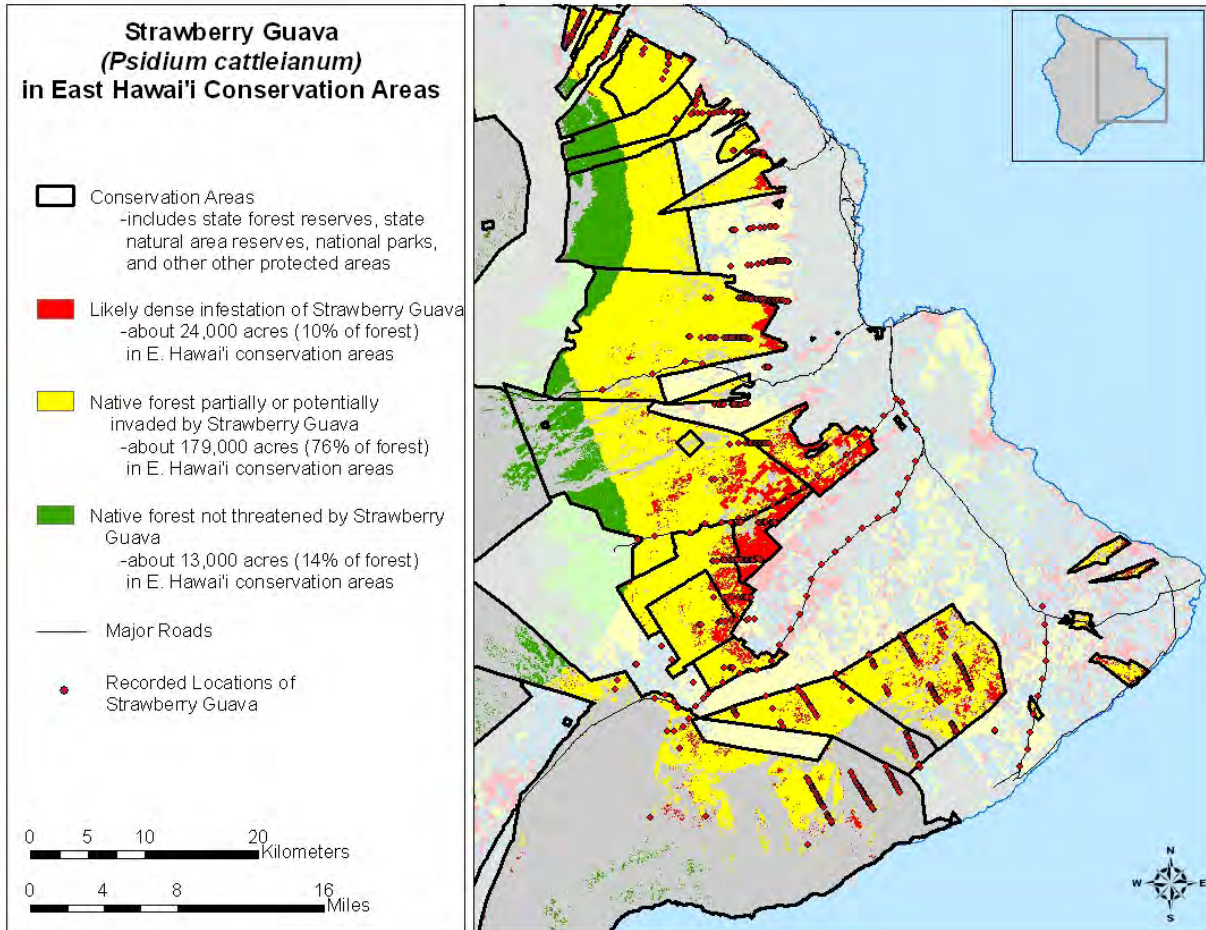 Strawberry Guava
(Psidium cattleianum)
in East Hawai'i Conservation Areas
Conservation Areas
-includes state forest reserves, state
natural area reserves, national parks,
and other other protected areas
Likely dense infestation of Strawberry Guava
-about 24,000 acres (10% of forest)
in E. Hawai'i conservation areas
Native forest partially or potentially
invaded by Strawberry Guava
-about 179,000 acres (76% of forest)
in E. Hawai'i conservation areas
Native forest not threatened by Strawberry
Guava
-about 13,000 acres (14% of forest)
in E. Hawai'i conservation areas
Major Roads
Recorded Locations of
Strawberry Guava
0 5 10 20
Kilometers
0 4 8 16
Miles
N
W E
S